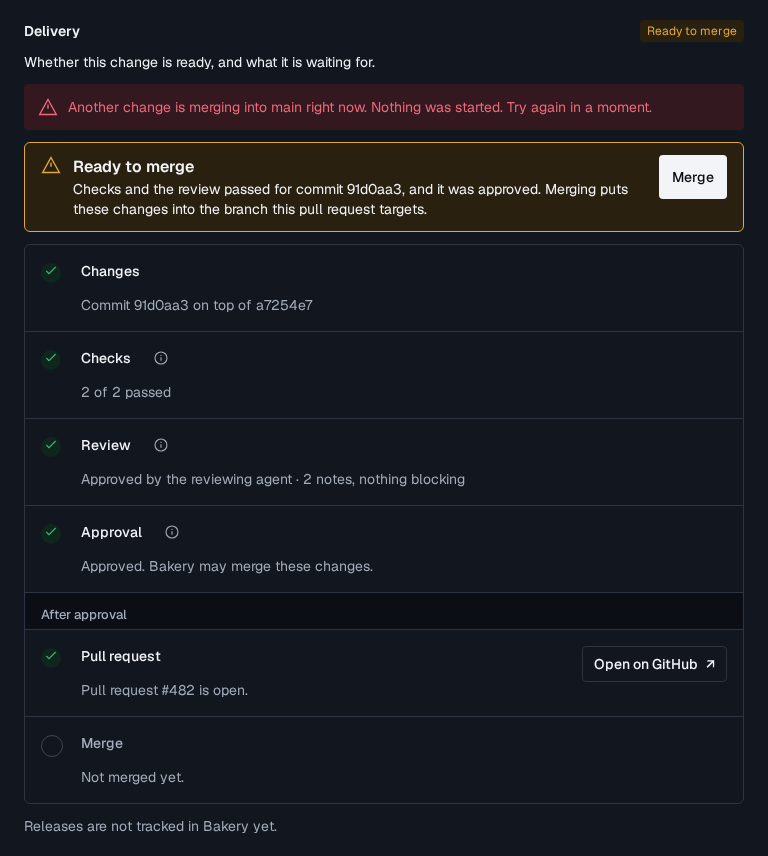 Delivery
Ready to merge
Whether this change is ready, and what it is waiting for.
Another change is merging into main right now. Nothing was started. Try again in a moment.
Ready to merge
Checks and the review passed for commit 91d0aa3, and it was approved. Merging puts
these changes into the branch this pull request targets.
Merge
Changes
Commit 91d0aa3 on top of a7254e7
Checks
2 of 2 passed
Review
Approved by the reviewing agent · 2 notes, nothing blocking
Approval
Approved. Bakery may merge these changes.
After approval
Pull request
Open on GitHub
Pull request #482 is open.
Merge
Not merged yet.
Releases are not tracked in Bakery yet.